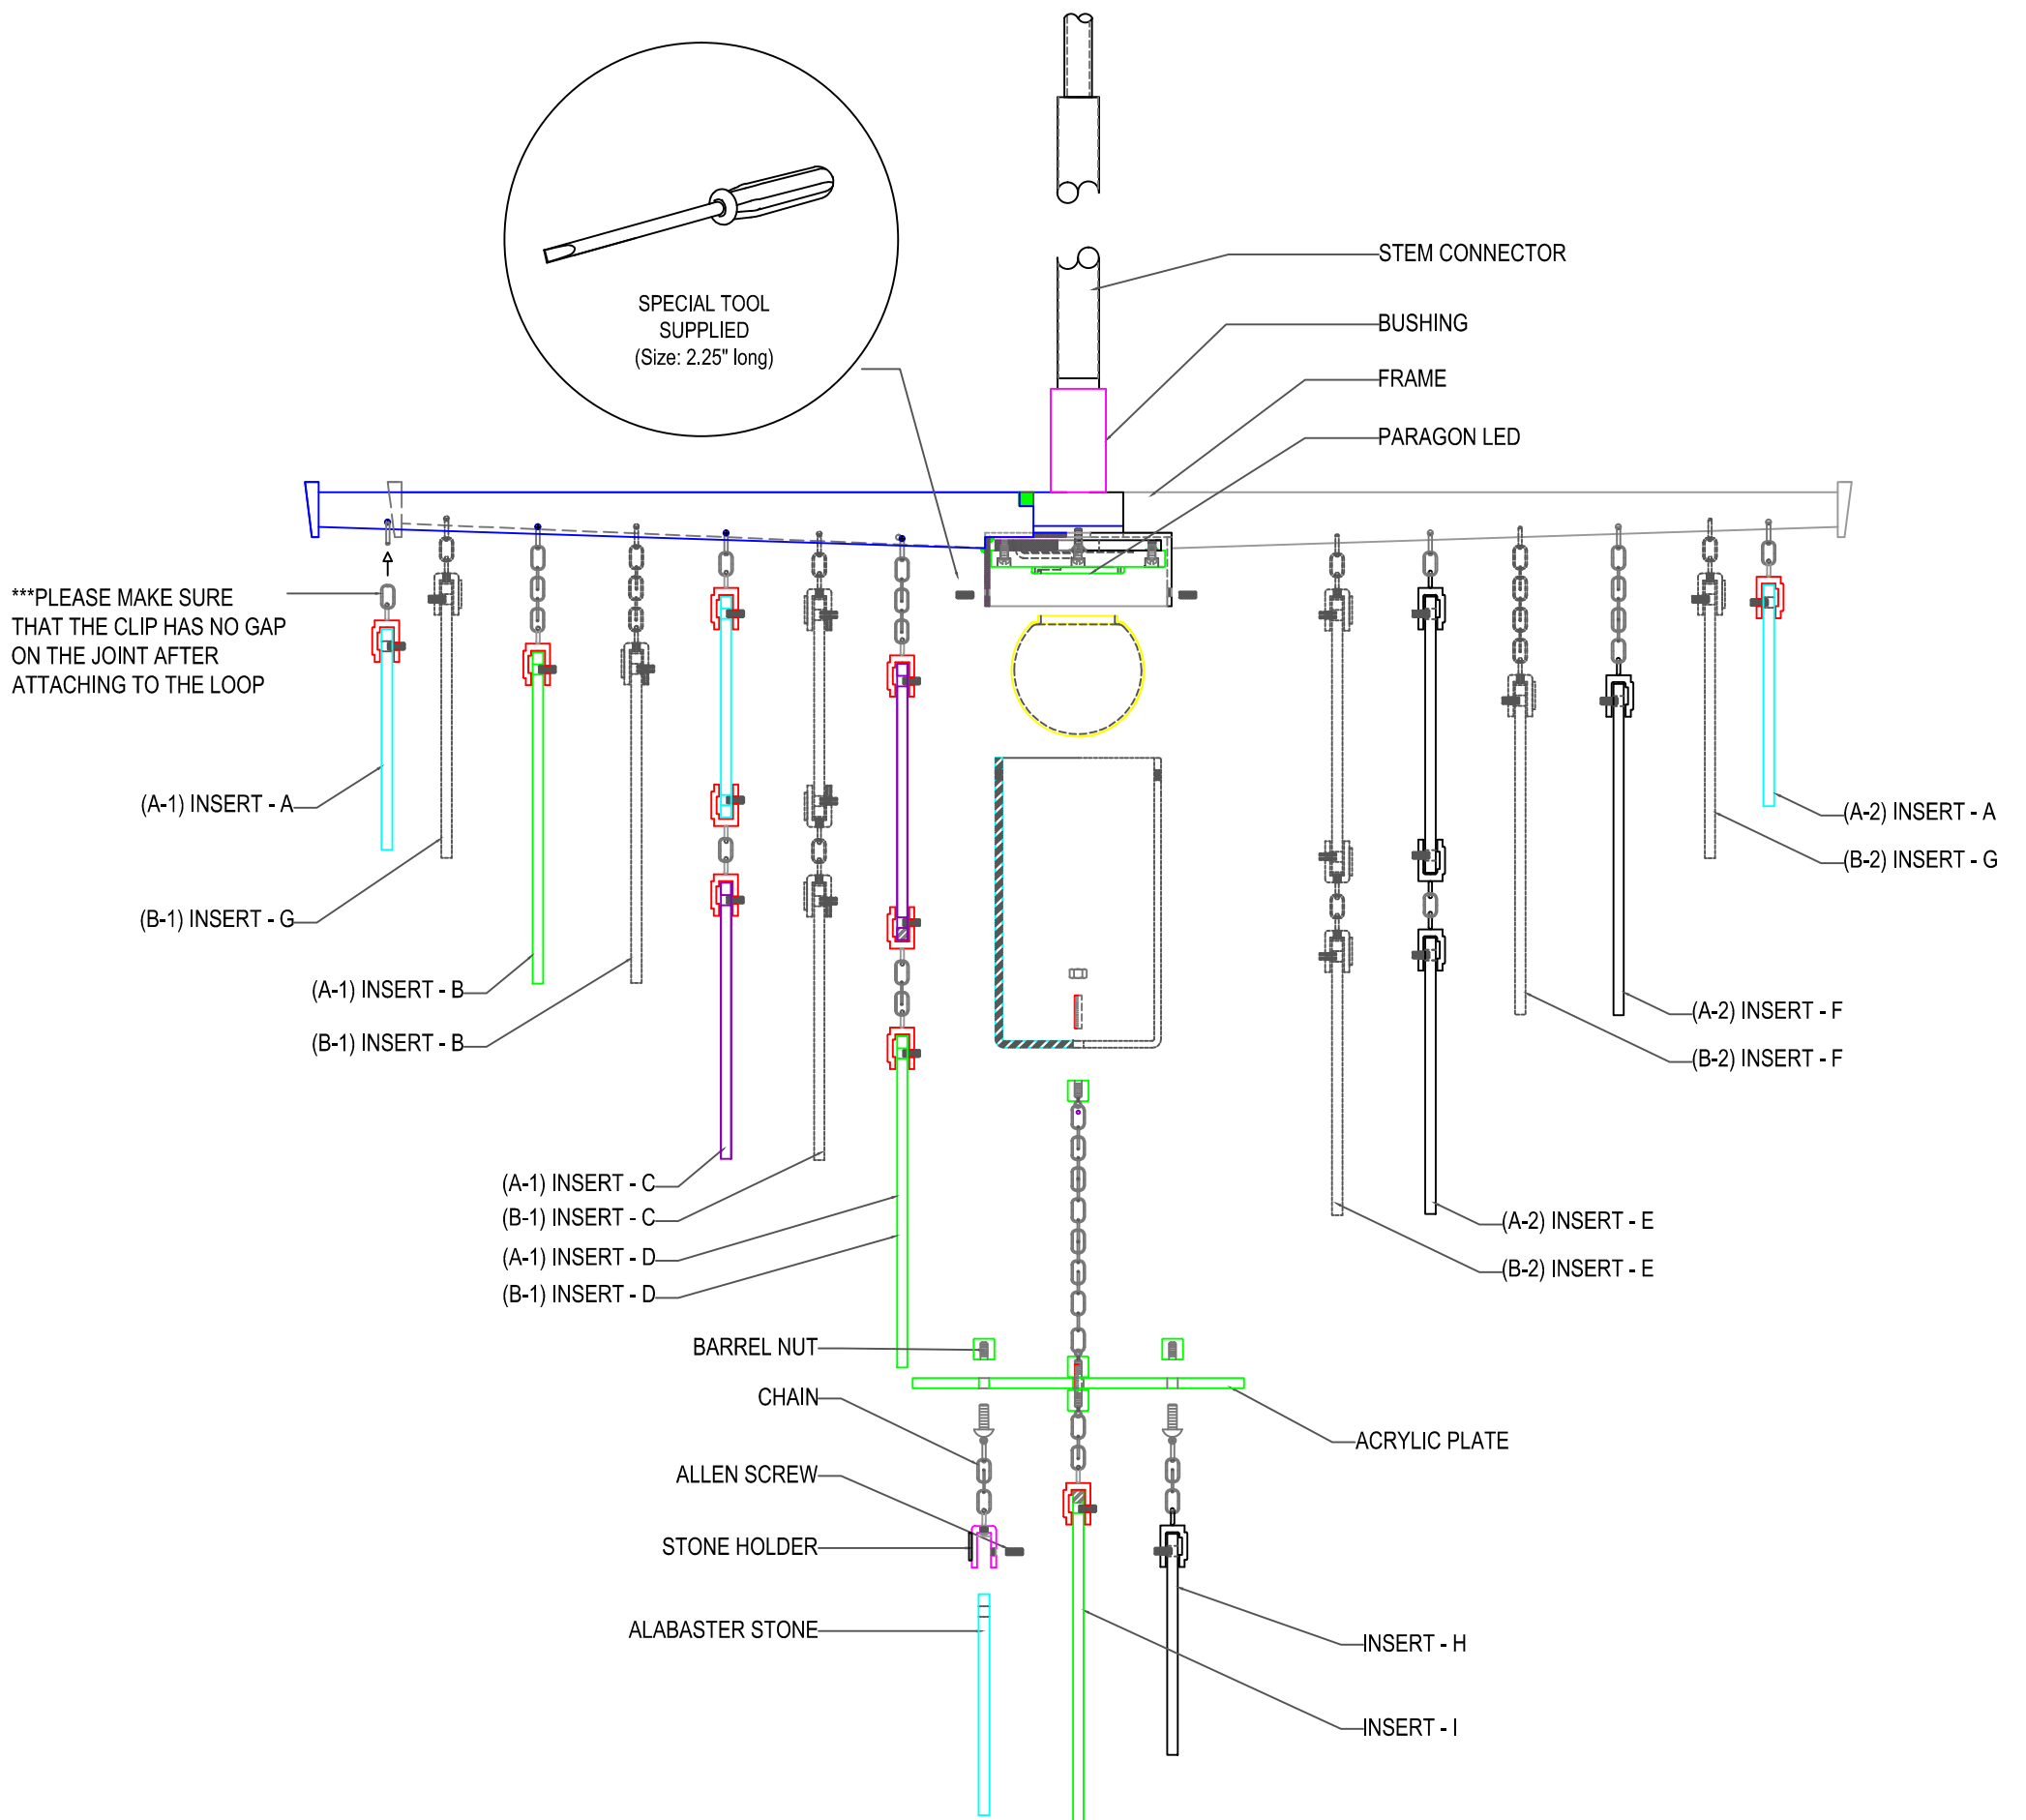 SPECIAL TOOL
SUPPLIED
(Size: 2.25" long)
STEM CONNECTOR
BUSHING
FRAME
PARAGON LED
***PLEASE MAKE SURE
THAT THE CLIP HAS NO GAP
ON THE JOINT AFTER
ATTACHING TO THE LOOP
(A-1) INSERT - A
(B-1) INSERT - G
(A-1) INSERT - B
(B-1) INSERT - B
(A-1) INSERT - C
(B-1) INSERT - C
(A-1) INSERT - D
(B-1) INSERT - D
(A-2) INSERT - A
(B-2) INSERT - G
(A-2) INSERT - F
(B-2) INSERT - F
(A-2) INSERT - E
(B-2) INSERT - E
BARREL NUT
CHAIN
ALLEN SCREW
STONE HOLDER
ALABASTER STONE
ACRYLIC PLATE
INSERT - H
INSERT - I